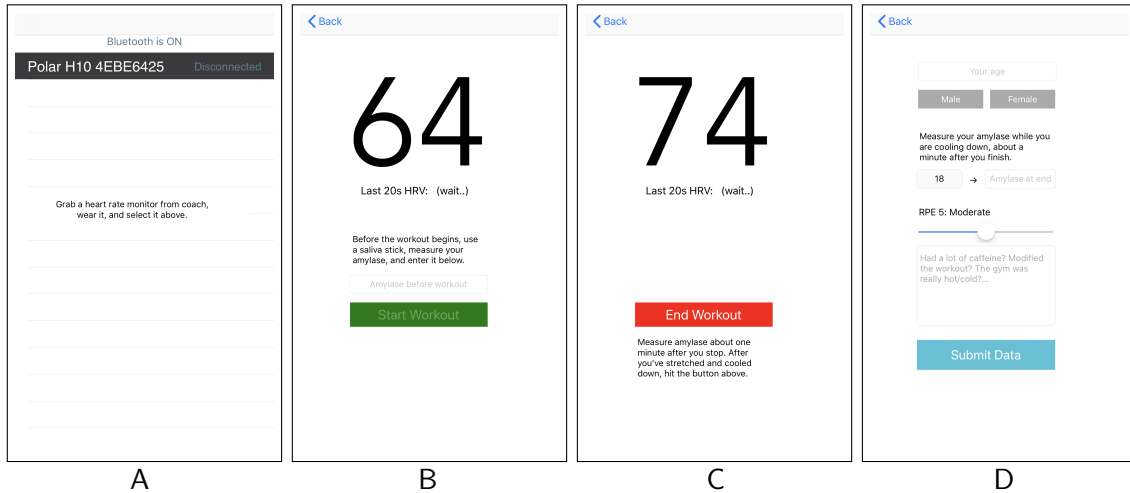 Bluetooth is ON
Polar H10 4EBE6425 Disconnected
Grab a heart rate monitor from coach,
wear it, and select it above.
A
Back
64
Last 20s HRV: (wait..)
Before the workout begins, use
a saliva stick, measure your
amylase, and enter it below.
Amylase before workout
Start Workout
B
Back
74
Last 20s HRV: (wait..)
End Workout
Measure amylase about one
minute after you stop. After
you've stretched and cooled
down, hit the button above.
C
Back
Your age
Male Female
Measure your amylase while you
are cooling down, about a
minute after you finish.
18 → Amylase at end
RPE 5: Moderate
Had a lot of caffeine? Modified
the workout? The gym was
really hot/cold?...
Submit Data
D